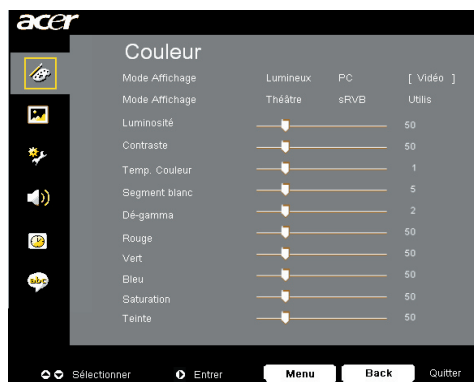 acer
Couleur
Mode Affichage Lumineux PC [ Vidéo ]
Mode Affichage Théâtre sRVB Utilis
Luminosité 50
Contraste 50
Temp. Couleur 1
Segment blanc 5
Dé-gamma 2
Rouge 50
Vert 50
Bleu 50
Saturation 50
Teinte 50
abc
Sélectionner Entrer Menu Back Quitter